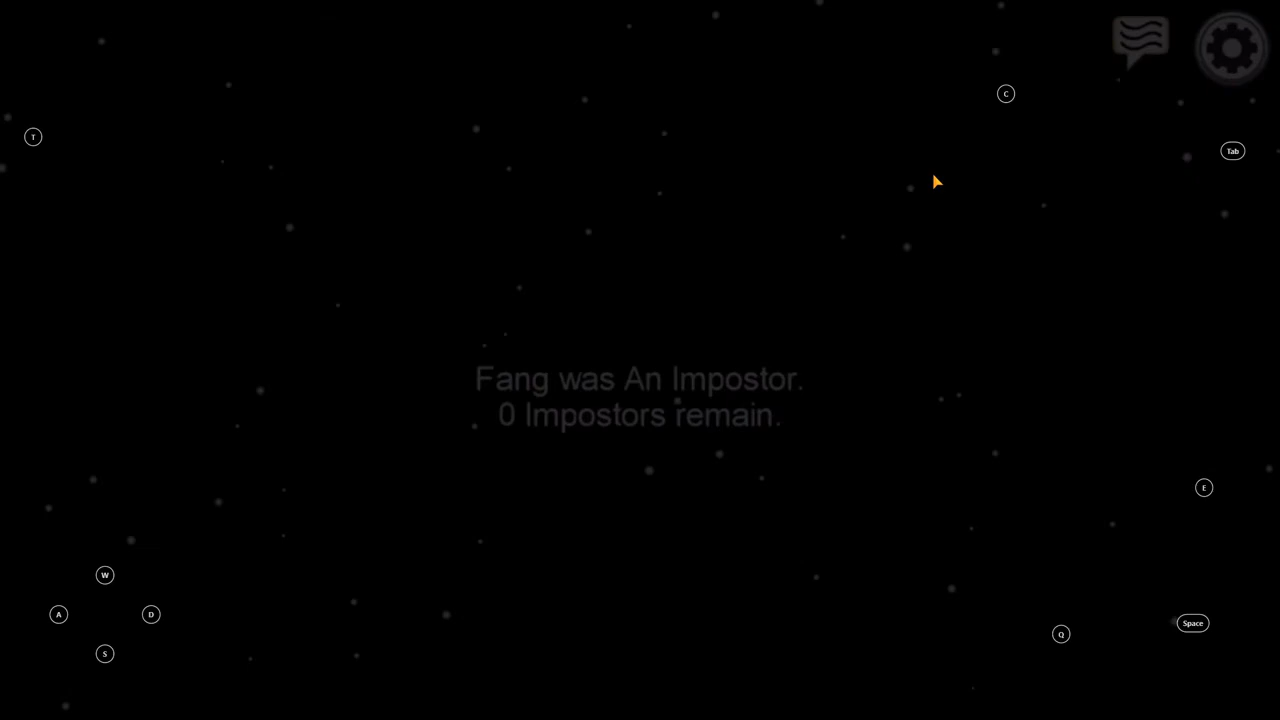 C
T
Tab
Fang was An Impostor.
0 Impostors remain.
E
W
A
D
Space
Q
S